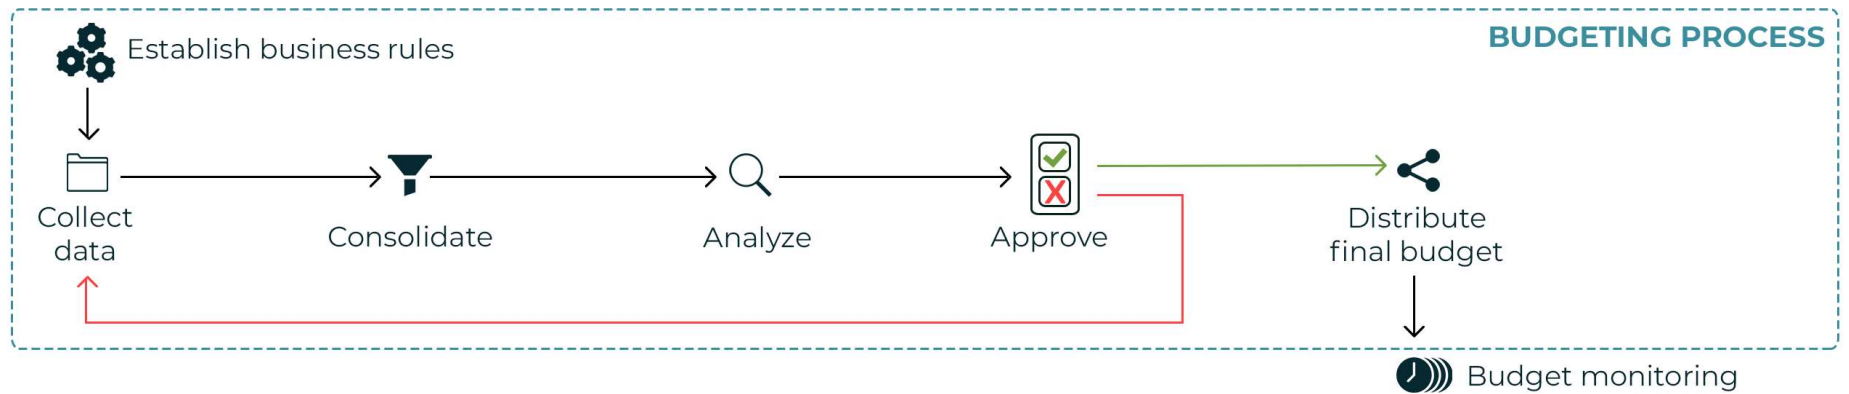 Establish business rules
BUDGETING PROCESS
Collect
data
Consolidate
Analyze
Approve
Distribute
final budget
Budget monitoring